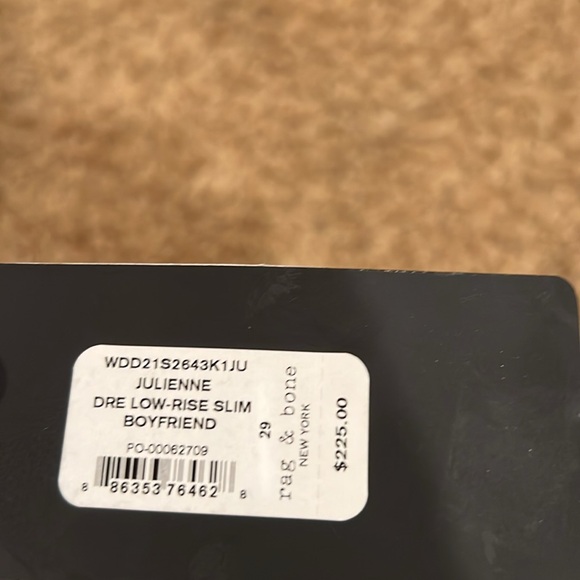 WDD21S2643K1JU
JULIENNE
DRE LOW-RISE SLIM
BOYFRIEND
PO-00062709
8 86353 76462 8
29
rag & bone
NEW YORK
$225.00